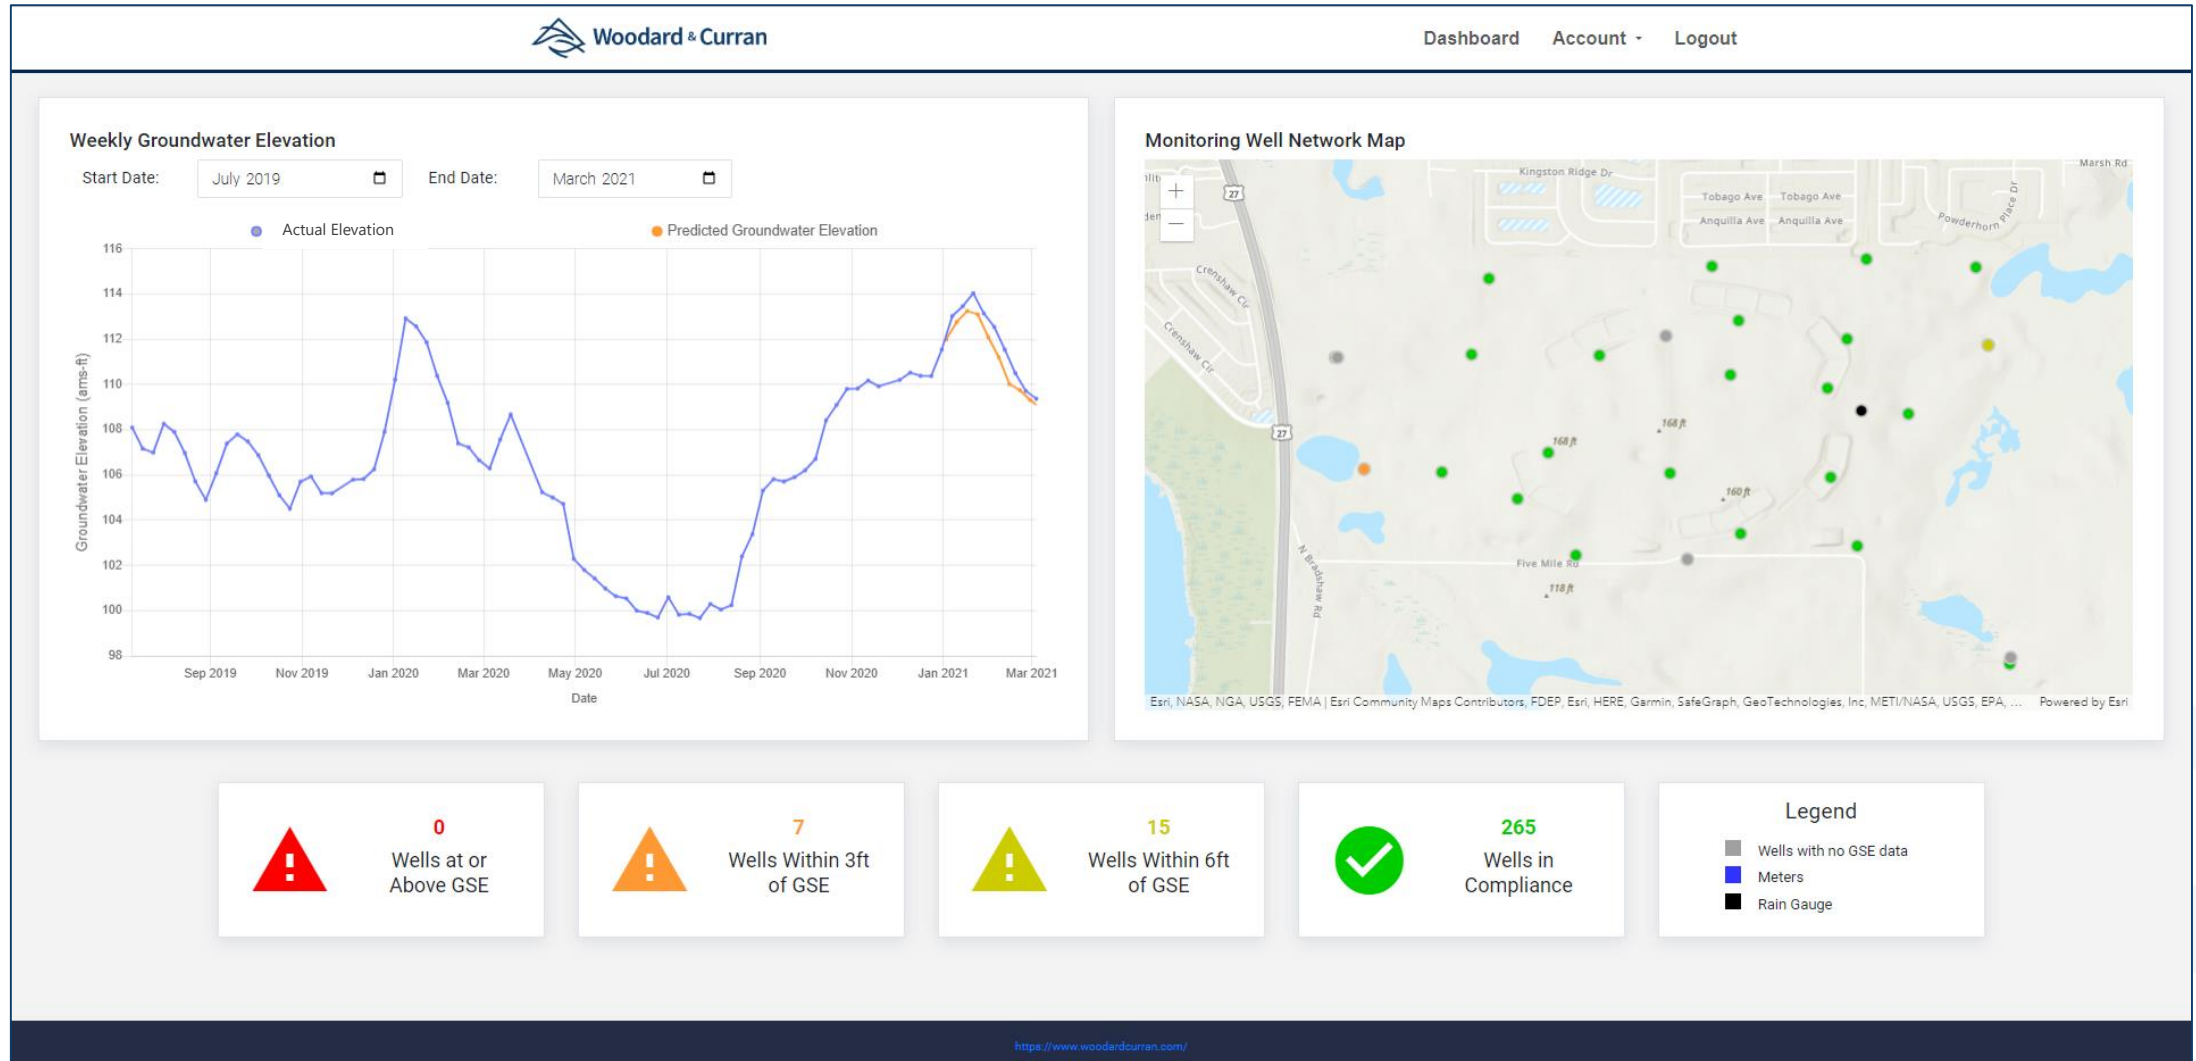 Woodard & Curran
Dashboard Account Logout
Weekly Groundwater Elevation
Start Date: July 2019 End Date: March 2021
Actual Elevation Predicted Groundwater Elevation
Groundwater Elevation (ams-ft)
116
114
112
110
108
106
104
102
100
98
Sep 2019 Nov 2019 Jan 2020 Mar 2020 May 2020 Jul 2020 Sep 2020 Nov 2020 Jan 2021 Mar 2021
Date
Monitoring Well Network Map
+
−
27
Kingston Ridge Dr
Marsh Rd
Tobago Ave Tobago Ave
Anquilla Ave Anquilla Ave
Powderhorn Place Dr
Crenshaw Cir
Crenshaw Cir
27
168 ft
168 ft
160 ft
N Bradshaw Rd
Five Mile Rd
118 ft
Esri, NASA, NGA, USGS, FEMA | Esri Community Maps Contributors, FDEP, Esri, HERE, Garmin, SafeGraph, GeoTechnologies, Inc, METI/NASA, USGS, EPA, ... Powered by Esri
0
Wells at or
Above GSE
7
Wells Within 3ft
of GSE
15
Wells Within 6ft
of GSE
265
Wells in
Compliance
Legend
Wells with no GSE data
Meters
Rain Gauge
https://www.woodardcurran.com/